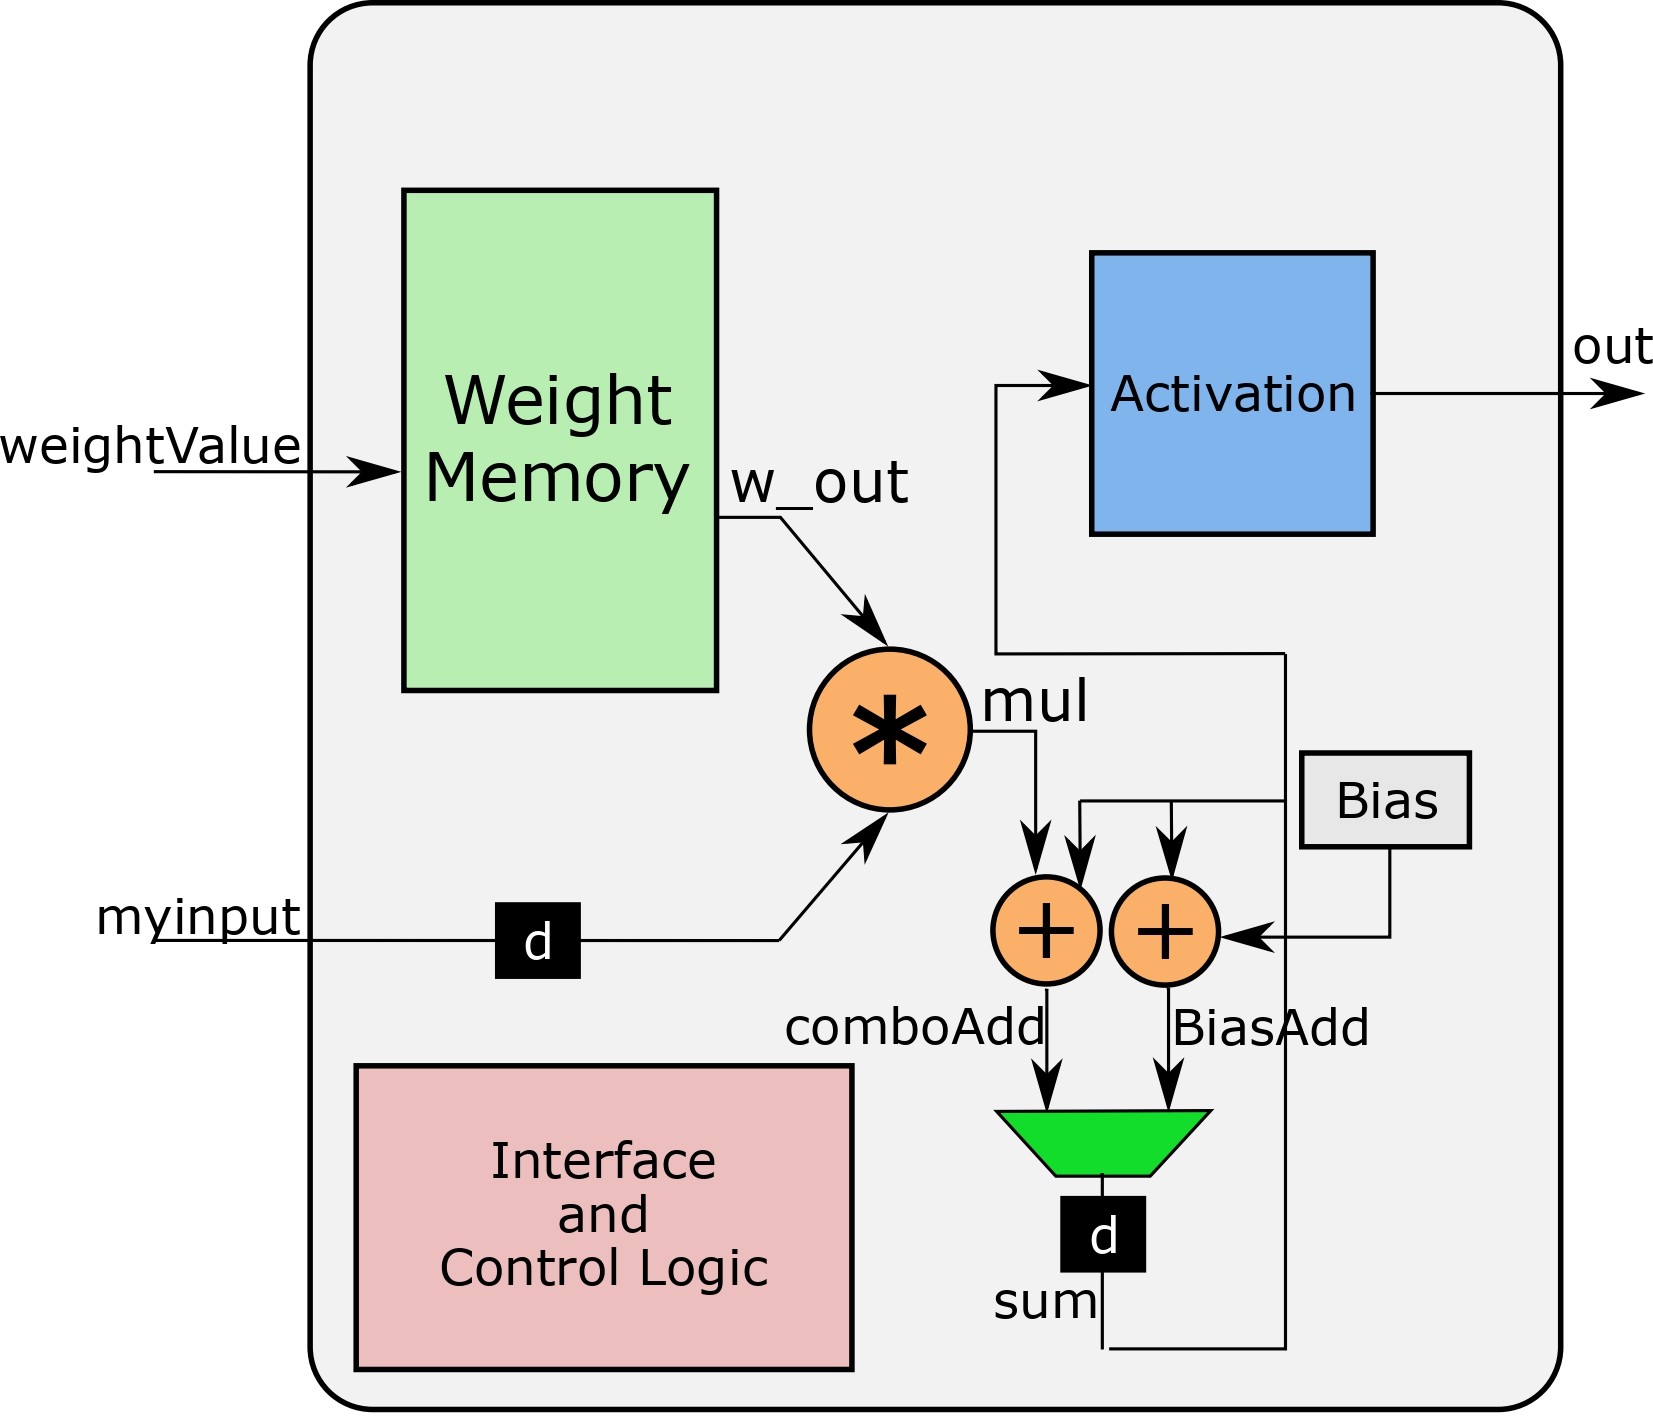 out
Weight
Memory
Activation
weightValue
w_out
*
mul
Bias
myinput
d
+
+
comboAdd
BiasAdd
Interface
and
Control Logic
d
sum